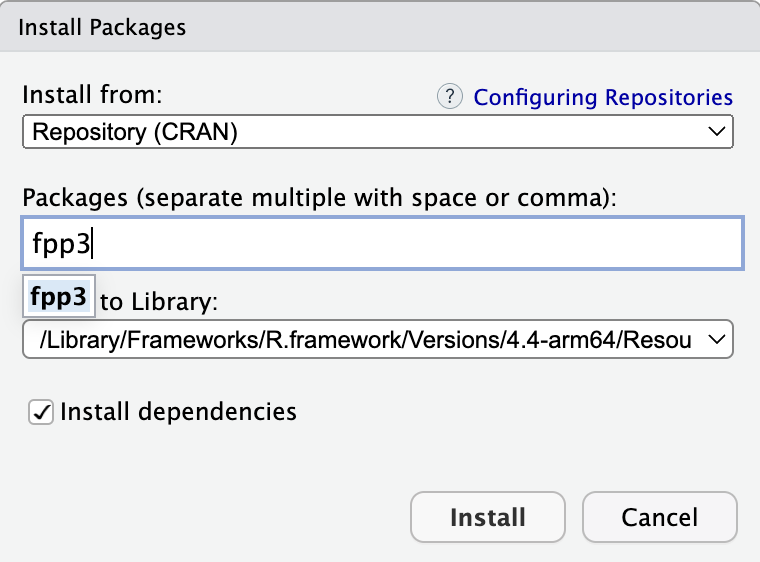 Install Packages
Install from:
? Configuring Repositories
Repository (CRAN)
Packages (separate multiple with space or comma):
fpp3
fpp3
to Library:
/Library/Frameworks/R.framework/Versions/4.4-arm64/Resou
Install dependencies
Install
Cancel